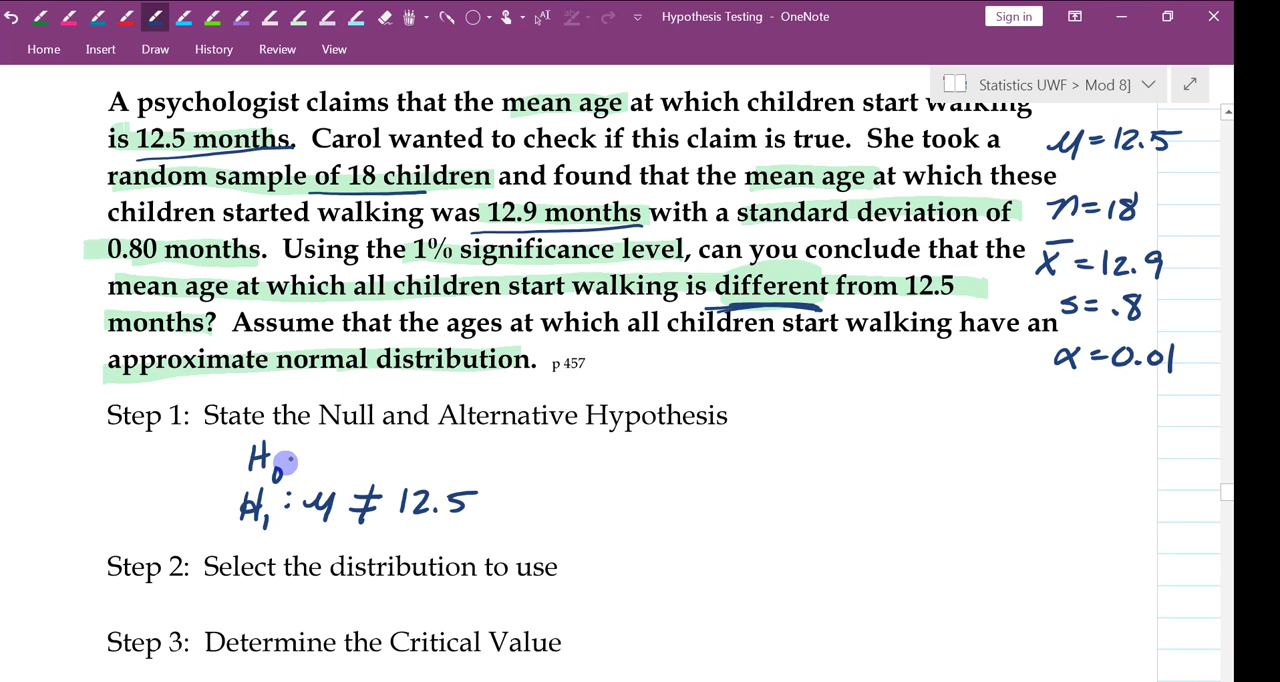 Hypothesis Testing - OneNote
Sign in
Home Insert Draw History Review View
Statistics UWF > Mod 8]
A psychologist claims that the mean age at which children start walking
is 12.5 months. Carol wanted to check if this claim is true. She took a
random sample of 18 children and found that the mean age at which these
children started walking was 12.9 months with a standard deviation of
0.80 months. Using the 1% significance level, can you conclude that the
mean age at which all children start walking is different from 12.5
months? Assume that the ages at which all children start walking have an
approximate normal distribution. p 457
μ = 12.5
n = 18
x̅ = 12.9
s = .8
α = 0.01
Step 1: State the Null and Alternative Hypothesis
H₀
H₁ : μ ≠ 12.5
Step 2: Select the distribution to use
Step 3: Determine the Critical Value